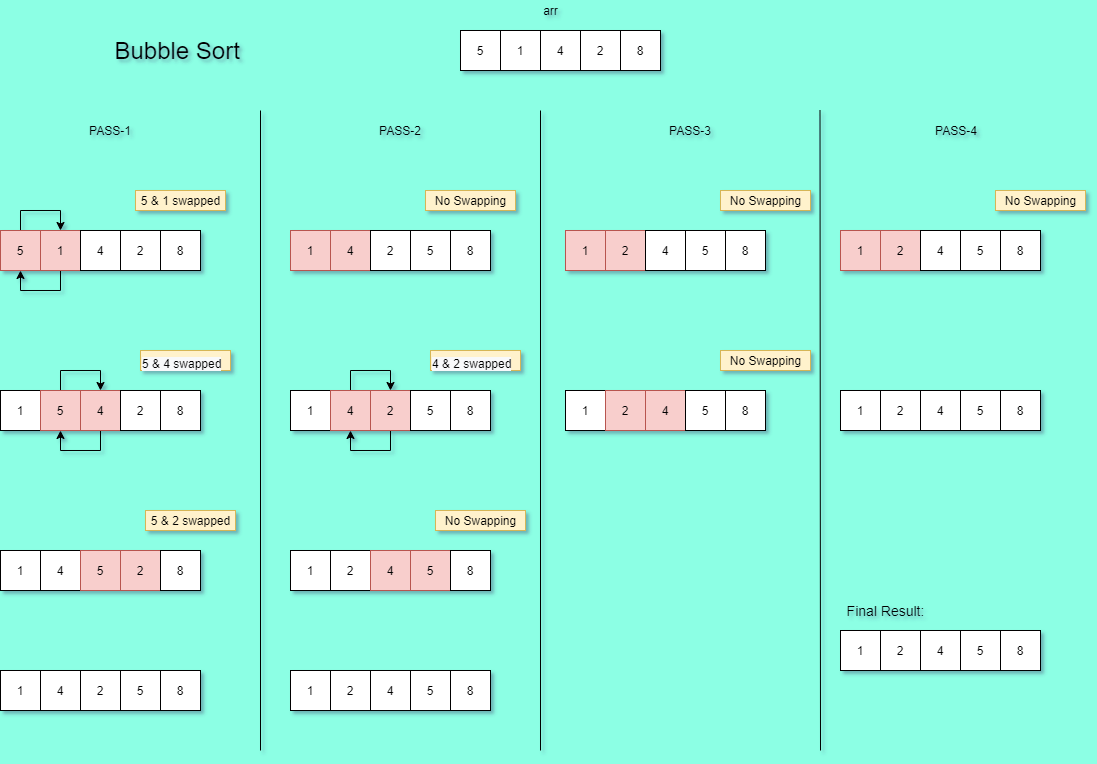 arr
Bubble Sort
5 1 4 2 8
PASS-1
5 & 1 swapped
5 1 4 2 8
5 & 4 swapped
1 5 4 2 8
5 & 2 swapped
1 4 5 2 8
1 4 2 5 8
PASS-2
No Swapping
1 4 2 5 8
4 & 2 swapped
1 4 2 5 8
No Swapping
1 2 4 5 8
1 2 4 5 8
PASS-3
No Swapping
1 2 4 5 8
No Swapping
1 2 4 5 8
PASS-4
No Swapping
1 2 4 5 8
1 2 4 5 8
Final Result:
1 2 4 5 8